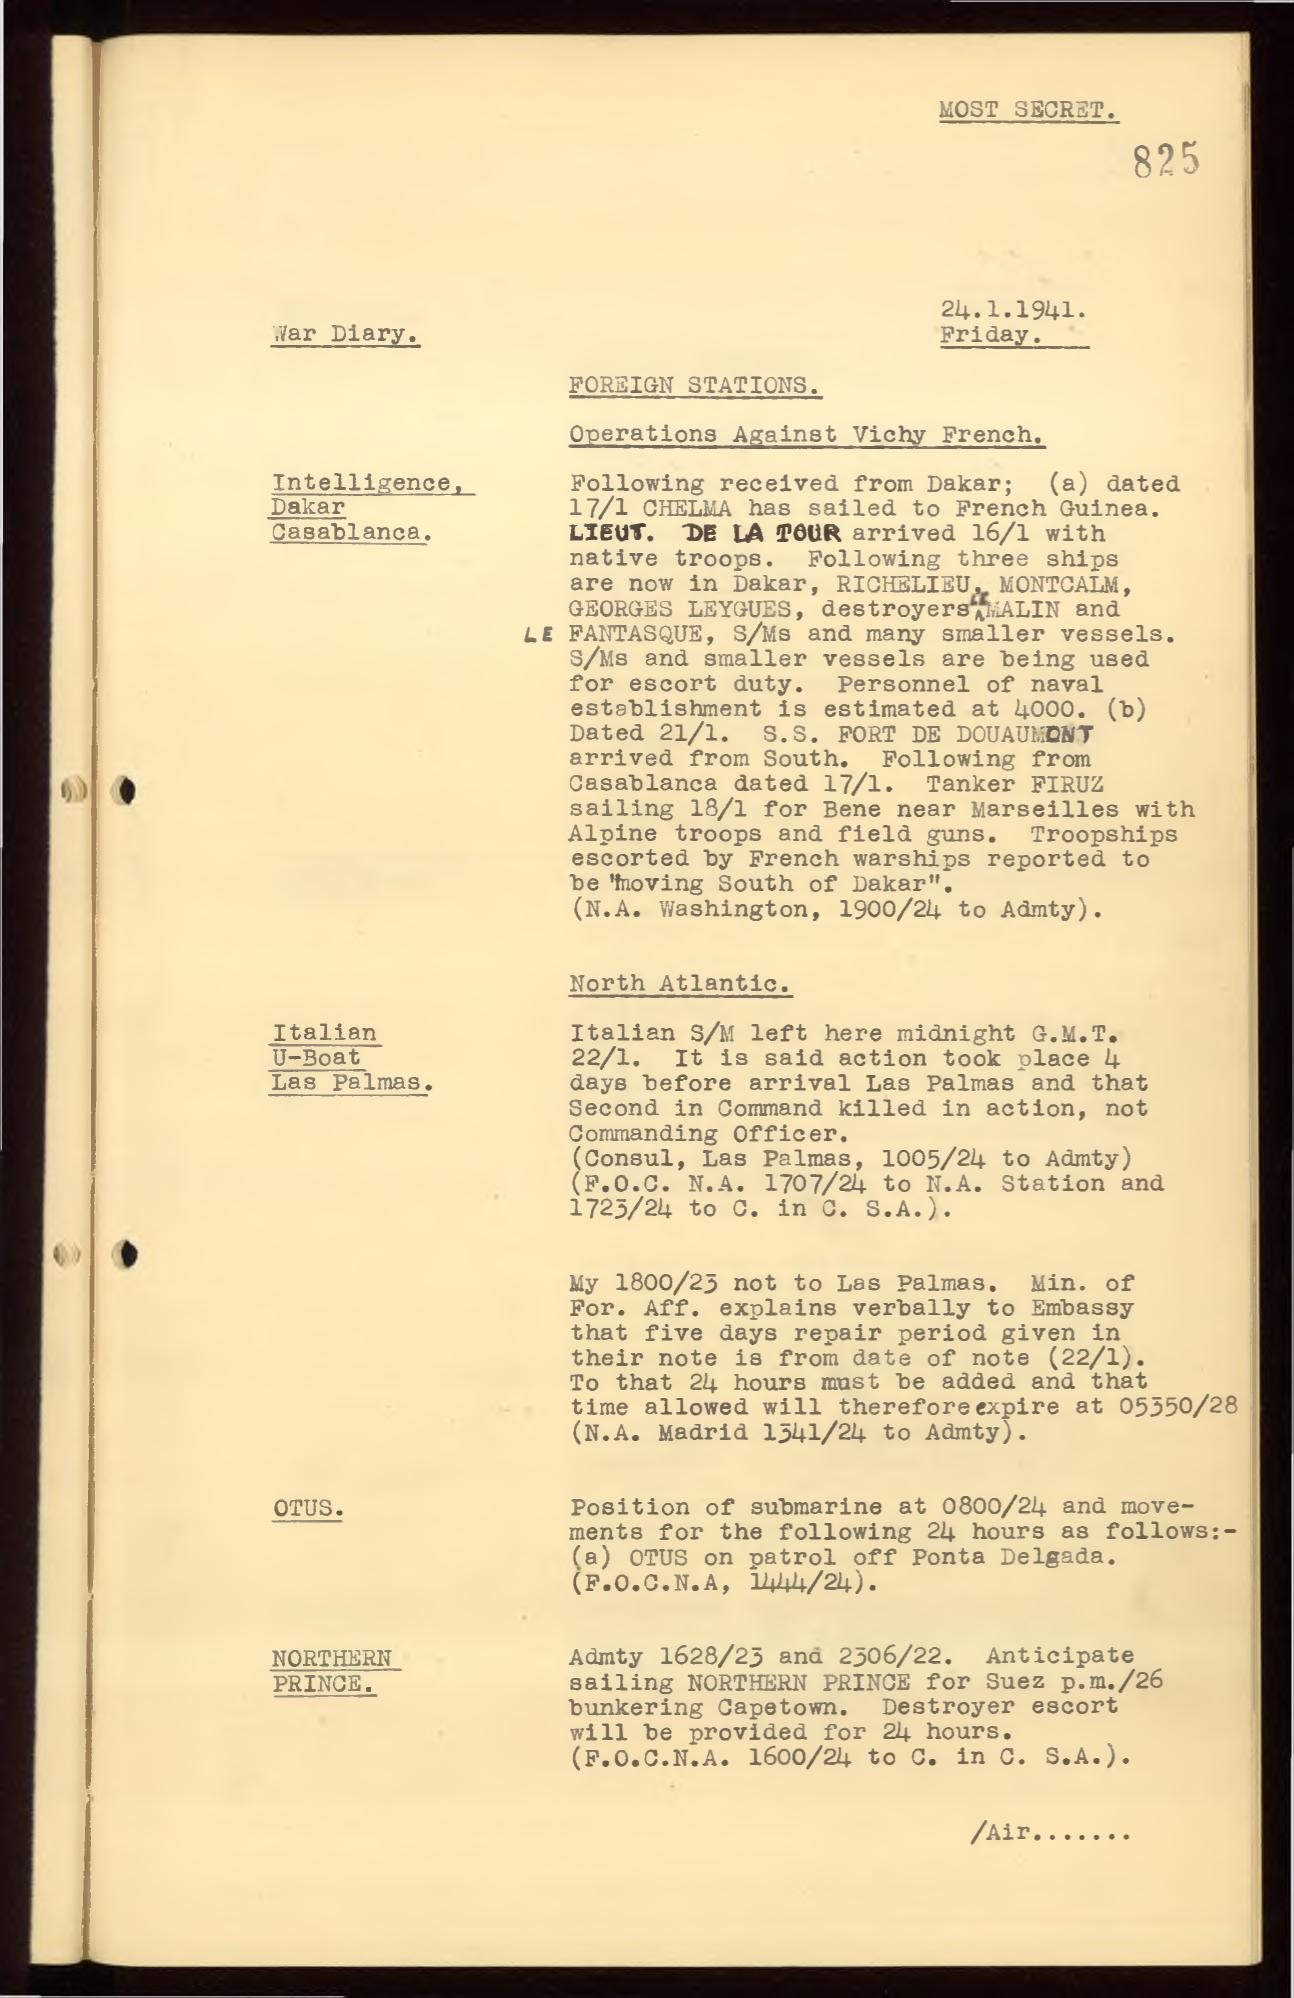 MOST SECRET.
825
24.1.1941.
War Diary.
Friday.
FOREIGN STATIONS.
Operations Against Vichy French.
Intelligence,
Dakar
Casablanca.
Following received from Dakar; (a) dated
17/1 CHELMA has sailed to French Guinea.
LIEUT. DE LA TOUR arrived 16/1 with
native troops. Following three ships
are now in Dakar, RICHELIEU, MONTCALM,
GEORGES LEYGUES, destroyers LE MALIN and
LE FANTASQUE, S/Ms and many smaller vessels.
S/Ms and smaller vessels are being used
for escort duty. Personnel of naval
establishment is estimated at 4000. (b)
Dated 21/1. S.S. FORT DE DOUAUMONT
arrived from South. Following from
Casablanca dated 17/1. Tanker FIRUZ
sailing 18/1 for Bene near Marseilles with
Alpine troops and field guns. Troopships
escorted by French warships reported to
be "moving South of Dakar".
(N.A. Washington, 1900/24 to Admty).
North Atlantic.
Italian
U-Boat
Las Palmas.
Italian S/M left here midnight G.M.T.
22/1. It is said action took place 4
days before arrival Las Palmas and that
Second in Command killed in action, not
Commanding Officer.
(Consul, Las Palmas, 1005/24 to Admty)
(F.O.C. N.A. 1707/24 to N.A. Station and
1723/24 to C. in C. S.A.).
My 1800/23 not to Las Palmas. Min. of
For. Aff. explains verbally to Embassy
that five days repair period given in
their note is from date of note (22/1).
To that 24 hours must be added and that
time allowed will therefore expire at 05350/28
(N.A. Madrid 1341/24 to Admty).
OTUS.
Position of submarine at 0800/24 and move-
ments for the following 24 hours as follows:-
(a) OTUS on patrol off Ponta Delgada.
(F.O.C.N.A, 1444/24).
NORTHERN
PRINCE.
Admty 1628/23 and 2306/22. Anticipate
sailing NORTHERN PRINCE for Suez p.m./26
bunkering Capetown. Destroyer escort
will be provided for 24 hours.
(F.O.C.N.A. 1600/24 to C. in C. S.A.).
/Air.......